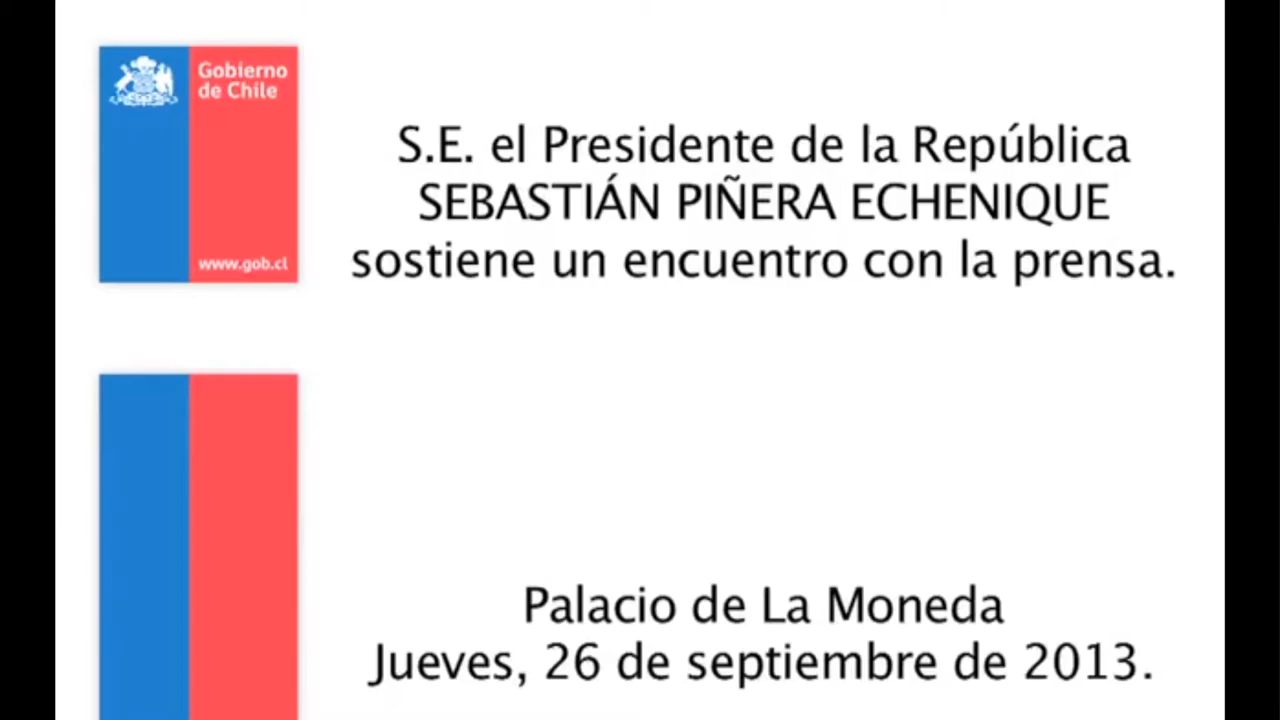 Gobierno
de Chile
www.gob.cl
S.E. el Presidente de la República
SEBASTIÁN PIÑERA ECHENIQUE
sostiene un encuentro con la prensa.
Palacio de La Moneda
Jueves, 26 de septiembre de 2013.